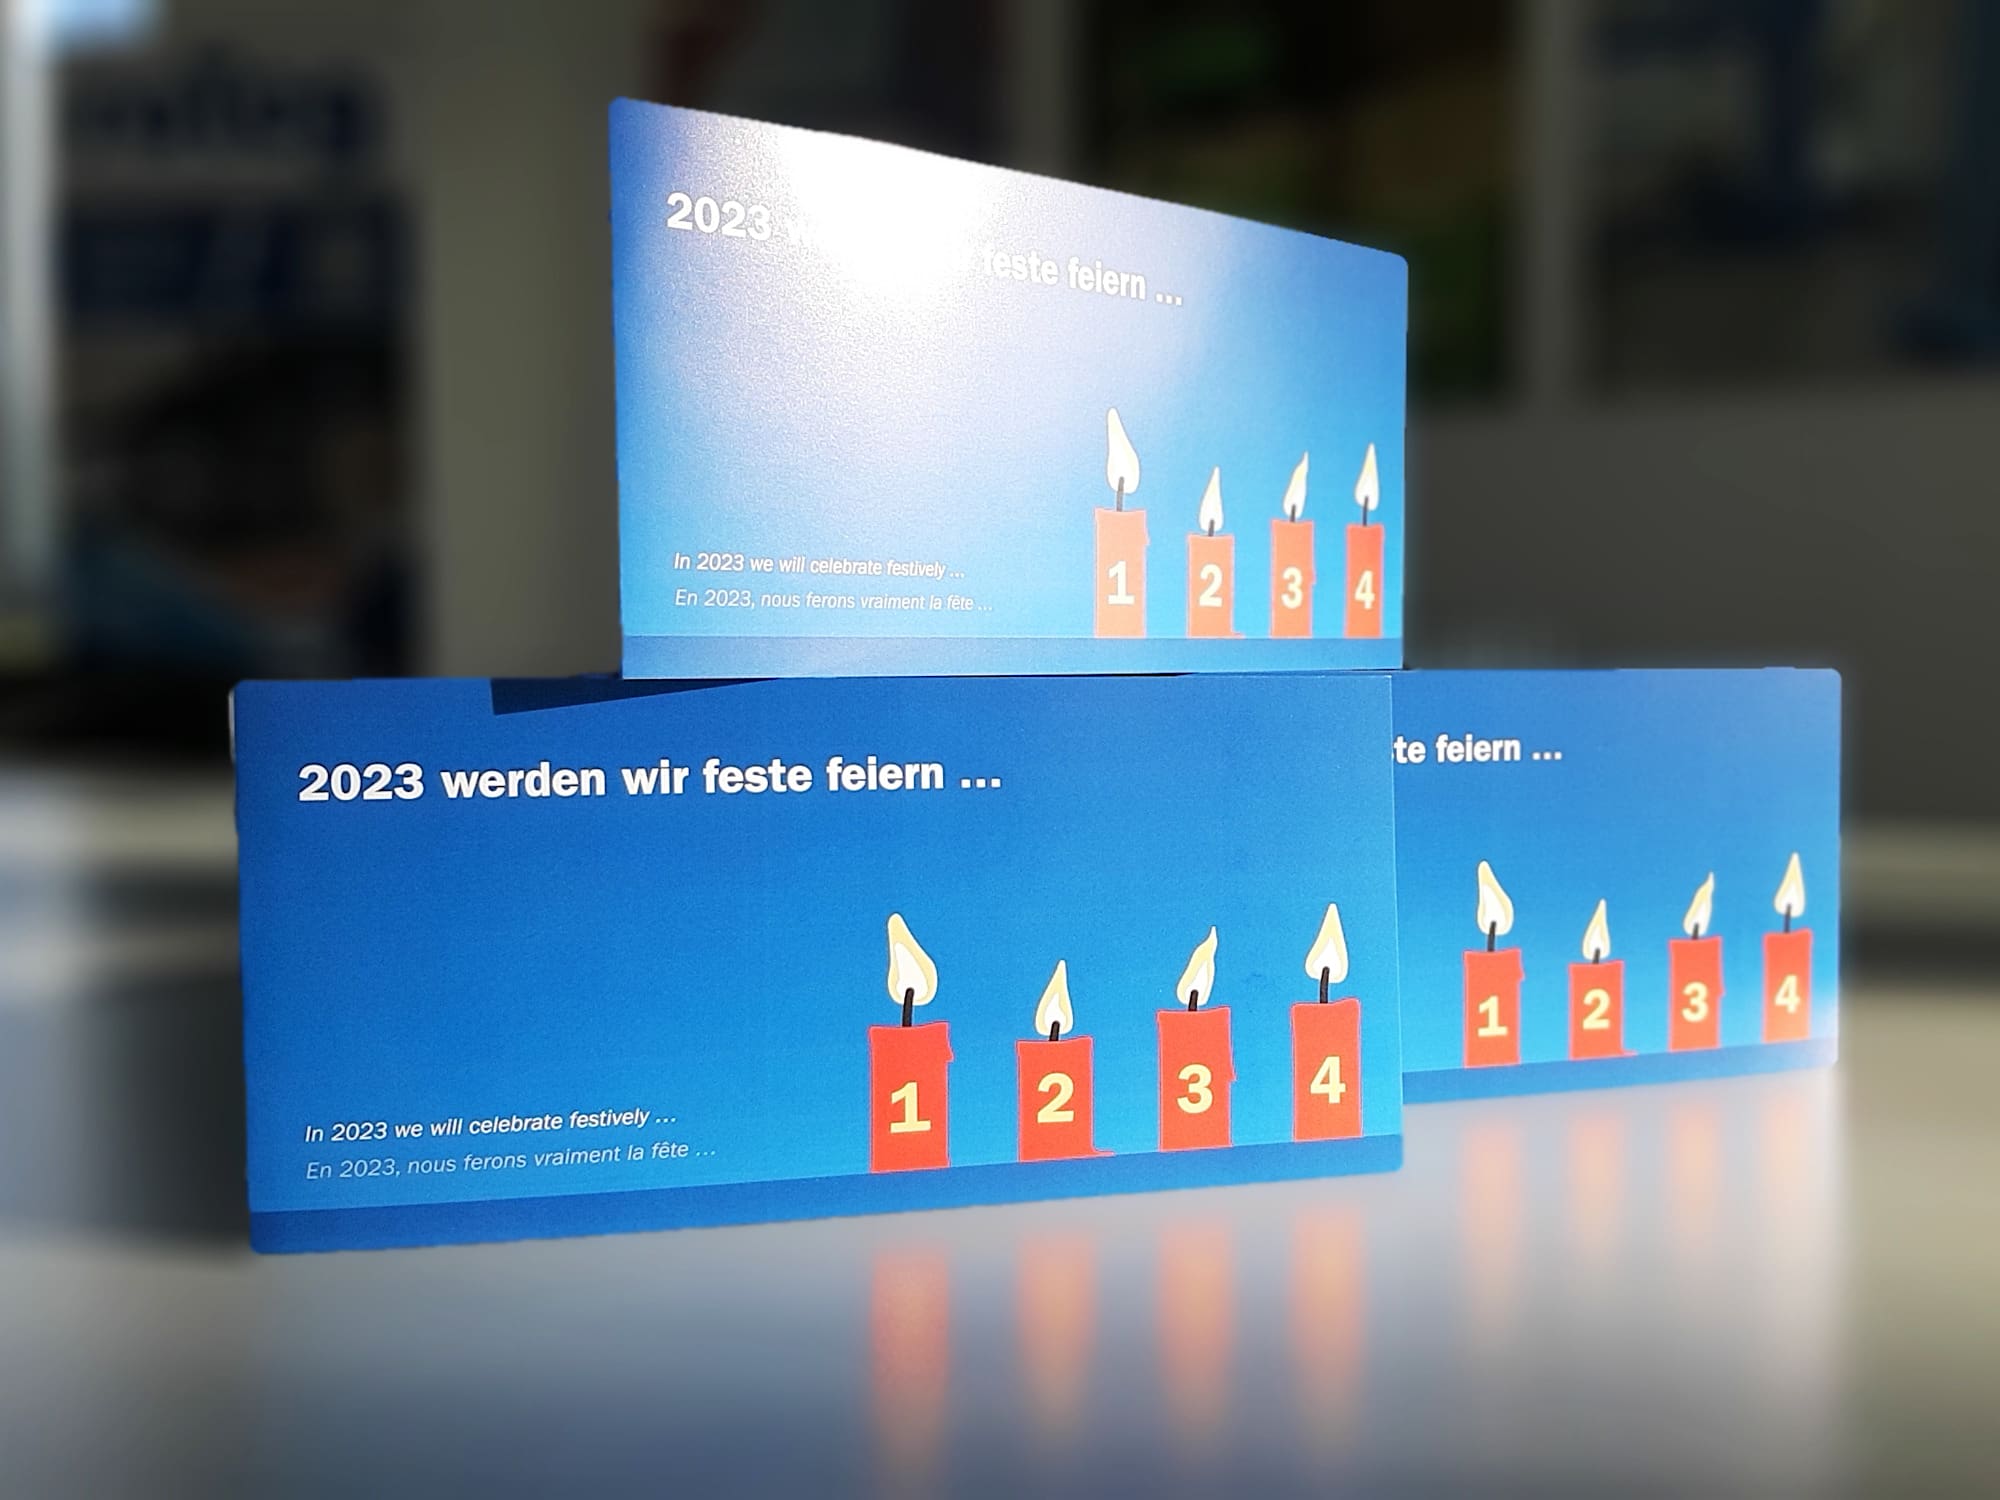 2023 feste feiern ...
1 2 3 4
In 2023 we will celebrate festively ...
En 2023, nous ferons vraiment la fête ...
2023 werden wir feste feiern ...
1 2 3 4
In 2023 we will celebrate festively ...
En 2023, nous ferons vraiment la fête ...
te feiern ...
1 2 3 4